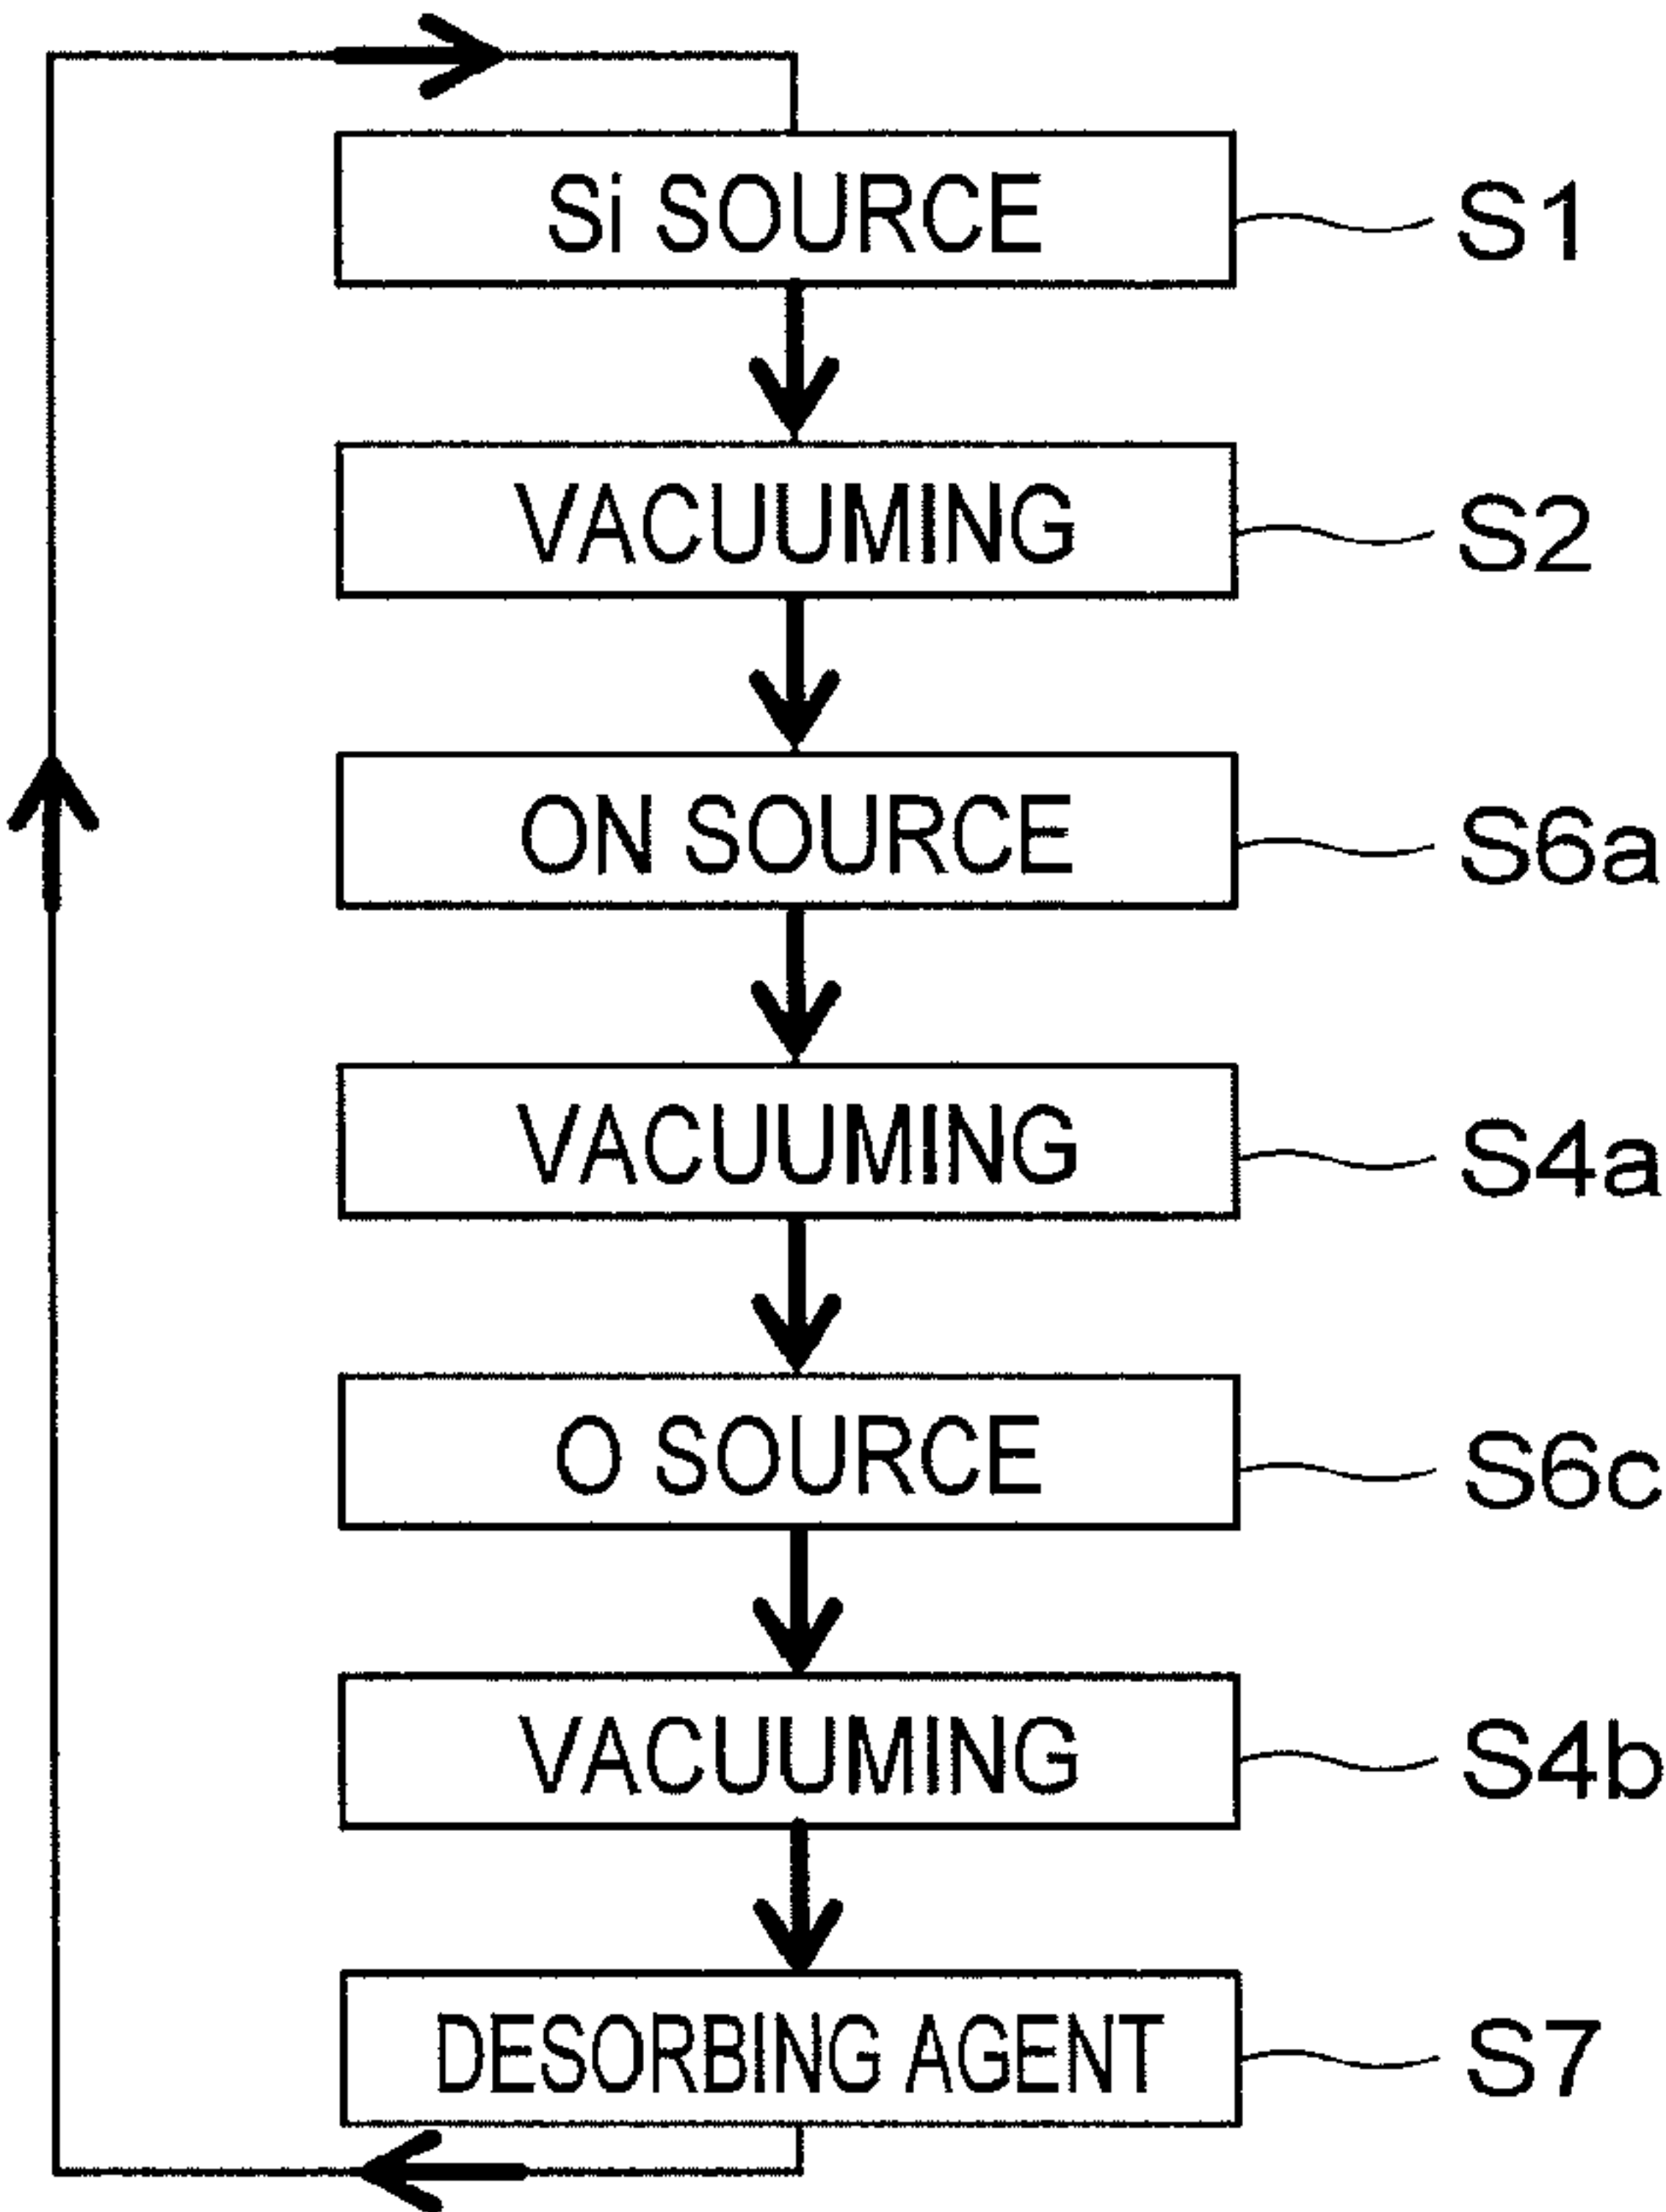 Si SOURCE S1
VACUUMING S2
ON SOURCE S6a
VACUUMING S4a
O SOURCE S6c
VACUUMING S4b
DESORBING AGENT S7